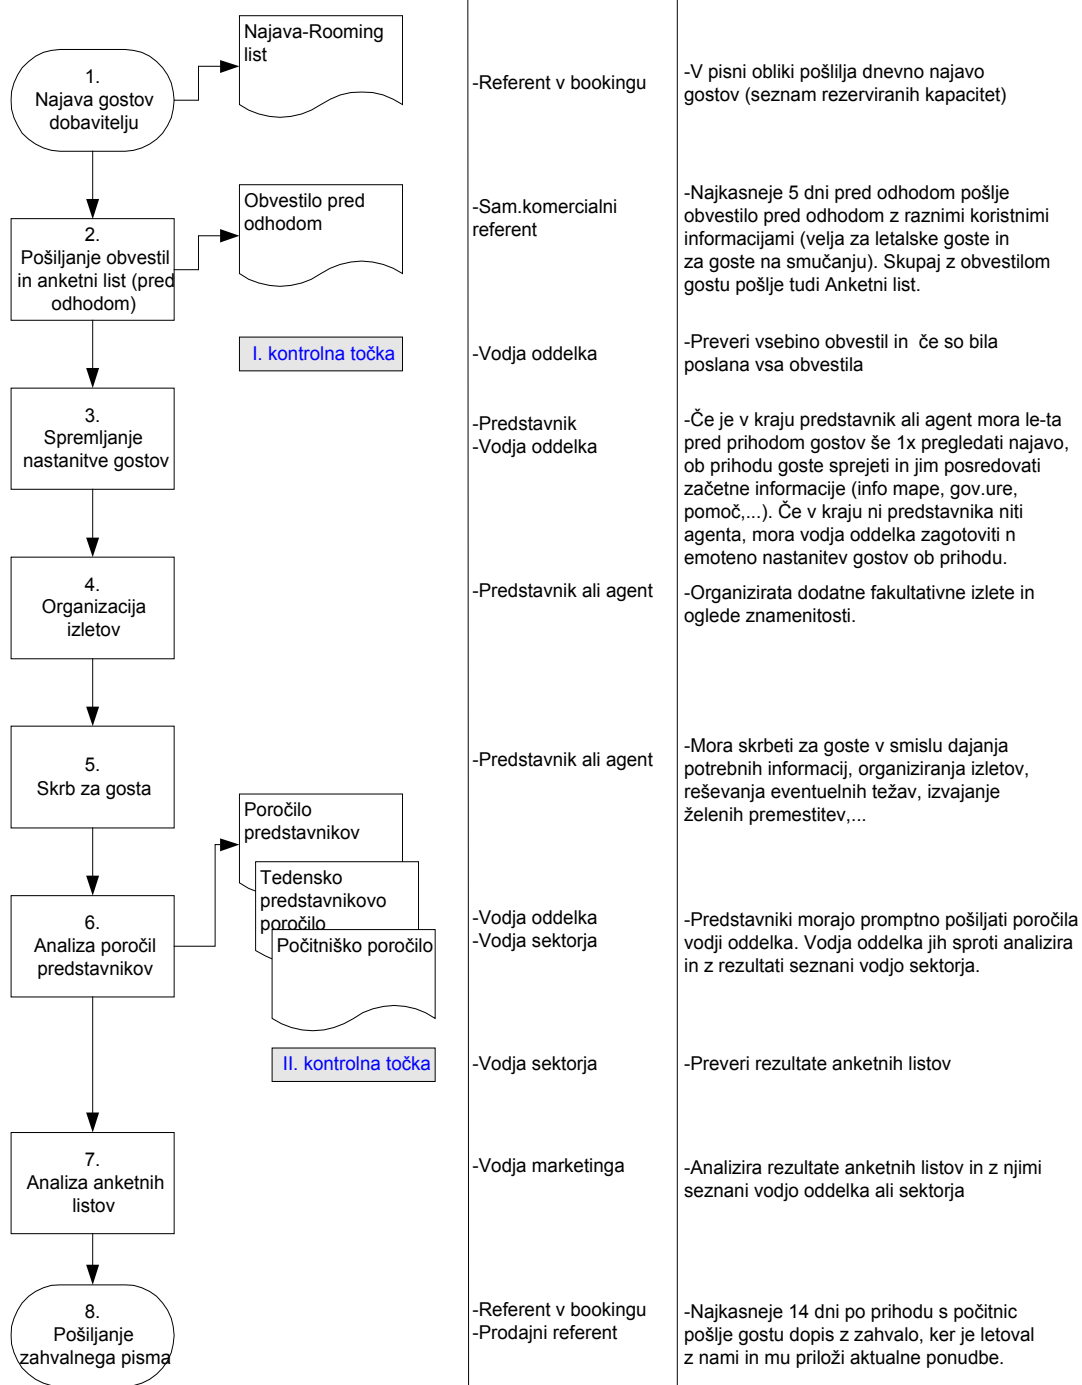 1.
Najava gostov
dobavitelju
Najava-Rooming
list
-Referent v bookingu
-V pisni obliki pošlilja dnevno najavo
gostov (seznam rezerviranih kapacitet)
2.
Pošiljanje obvestil
in anketni list (pred
odhodom)
Obvestilo pred
odhodom
-Sam.komercialni
referent
-Najkasneje 5 dni pred odhodom pošlje
obvestilo pred odhodom z raznimi koristnimi
informacijami (velja za letalske goste in
za goste na smučanju). Skupaj z obvestilom
gostu pošlje tudi Anketni list.
I. kontrolna točka
-Vodja oddelka
-Preveri vsebino obvestil in  če so bila
poslana vsa obvestila
3.
Spremljanje
nastanitve gostov
-Predstavnik
-Vodja oddelka
-Če je v kraju predstavnik ali agent mora le-ta
pred prihodom gostov še 1x pregledati najavo,
ob prihodu goste sprejeti in jim posredovati
začetne informacije (info mape, gov.ure,
pomoč,...). Če v kraju ni predstavnika niti
agenta, mora vodja oddelka zagotoviti n
emoteno nastanitev gostov ob prihodu.
4.
Organizacija
izletov
-Predstavnik ali agent
-Organizirata dodatne fakultativne izlete in
oglede znamenitosti.
5.
Skrb za gosta
-Predstavnik ali agent
-Mora skrbeti za goste v smislu dajanja
potrebnih informacij, organiziranja izletov,
reševanja eventuelnih težav, izvajanje
želenih premestitev,...
6.
Analiza poročil
predstavnikov
Poročilo
predstavnikov
Tedensko
predstavnikovo
poročilo
Počitniško poročilo
-Vodja oddelka
-Vodja sektorja
-Predstavniki morajo promptno pošiljati poročila
vodji oddelka. Vodja oddelka jih sproti analizira
in z rezultati seznani vodjo sektorja.
II. kontrolna točka
-Vodja sektorja
-Preveri rezultate anketnih listov
7.
Analiza anketnih
listov
-Vodja marketinga
-Analizira rezultate anketnih listov in z njimi
seznani vodjo oddelka ali sektorja
8.
Pošiljanje
zahvalnega pisma
-Referent v bookingu
-Prodajni referent
-Najkasneje 14 dni po prihodu s počitnic
pošlje gostu dopis z zahvalo, ker je letoval
z nami in mu priloži aktualne ponudbe.